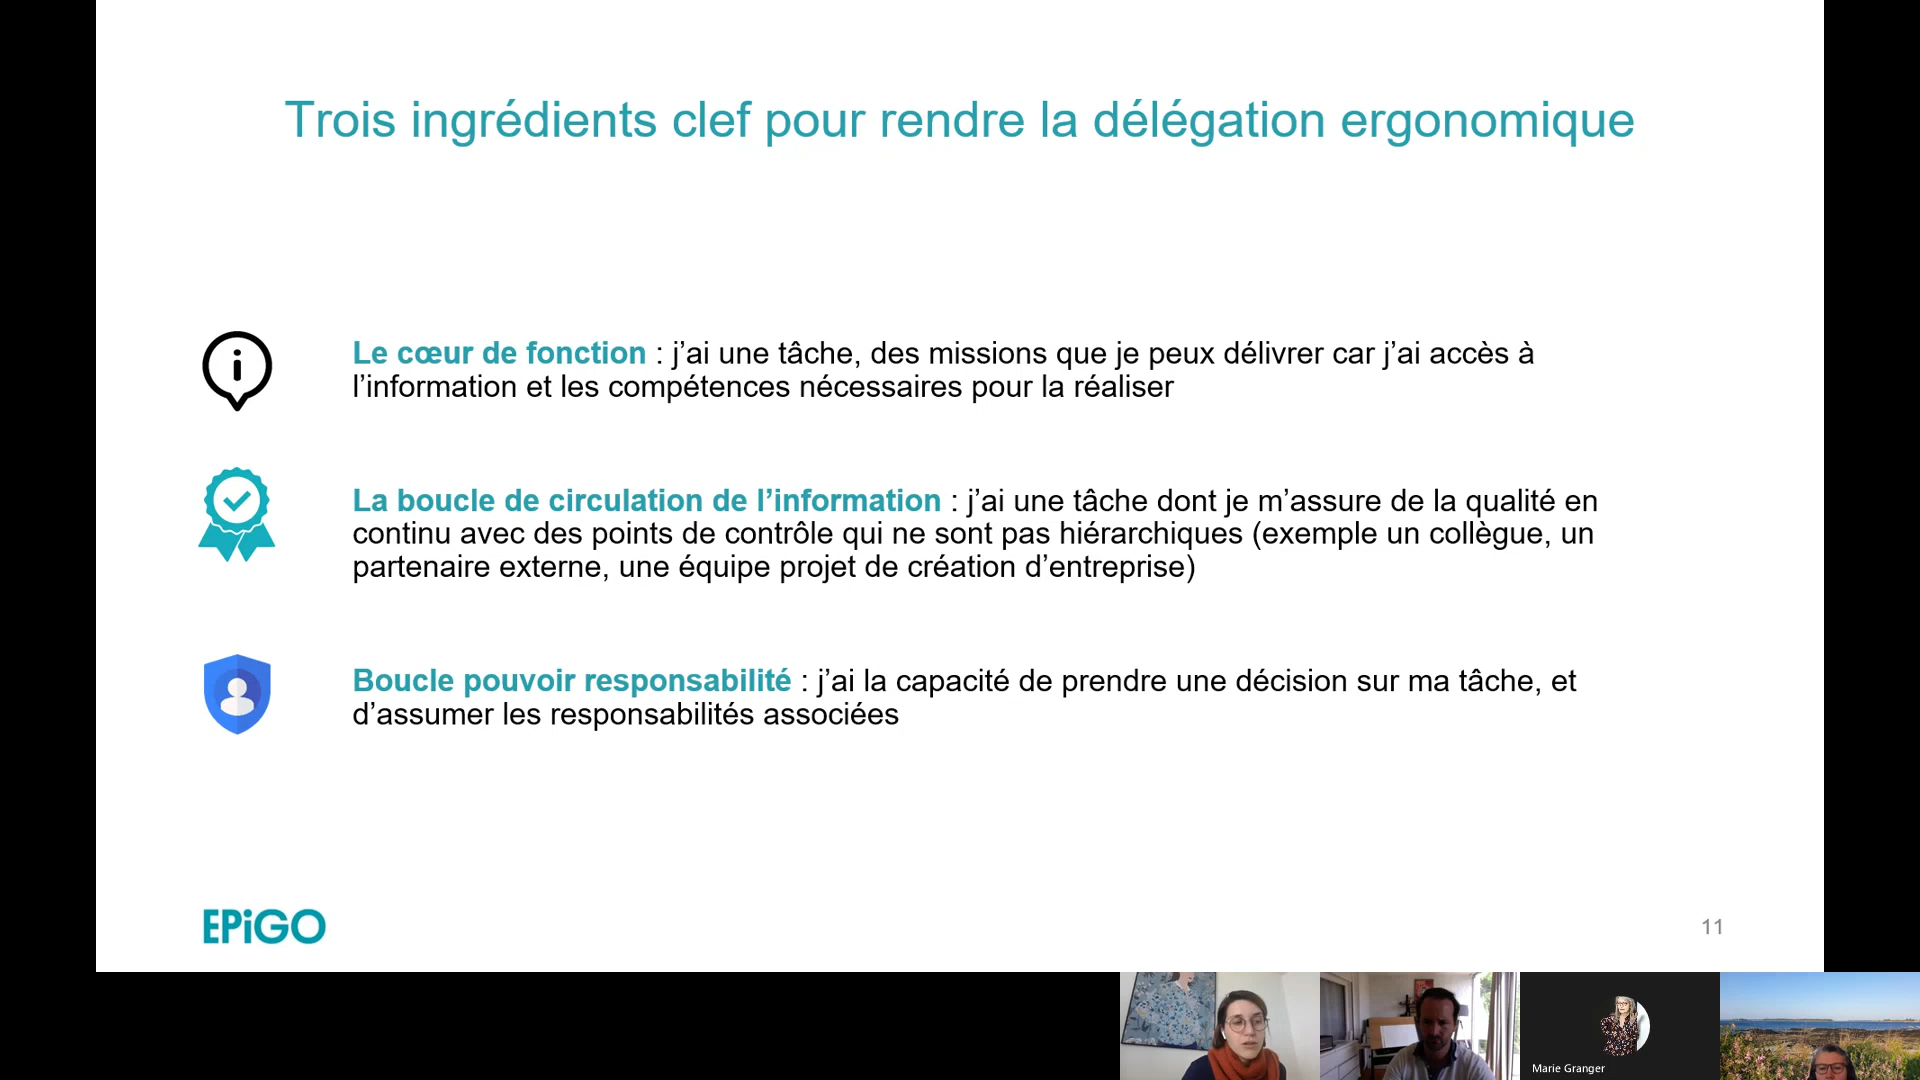 Trois ingrédients clef pour rendre la délégation ergonomique
Le cœur de fonction : j’ai une tâche, des missions que je peux délivrer car j’ai accès à
l’information et les compétences nécessaires pour la réaliser
La boucle de circulation de l’information : j’ai une tâche dont je m’assure de la qualité en
continu avec des points de contrôle qui ne sont pas hiérarchiques (exemple un collègue, un
partenaire externe, une équipe projet de création d’entreprise)
Boucle pouvoir responsabilité : j’ai la capacité de prendre une décision sur ma tâche, et
d’assumer les responsabilités associées
EPiGO
11
Marie Granger